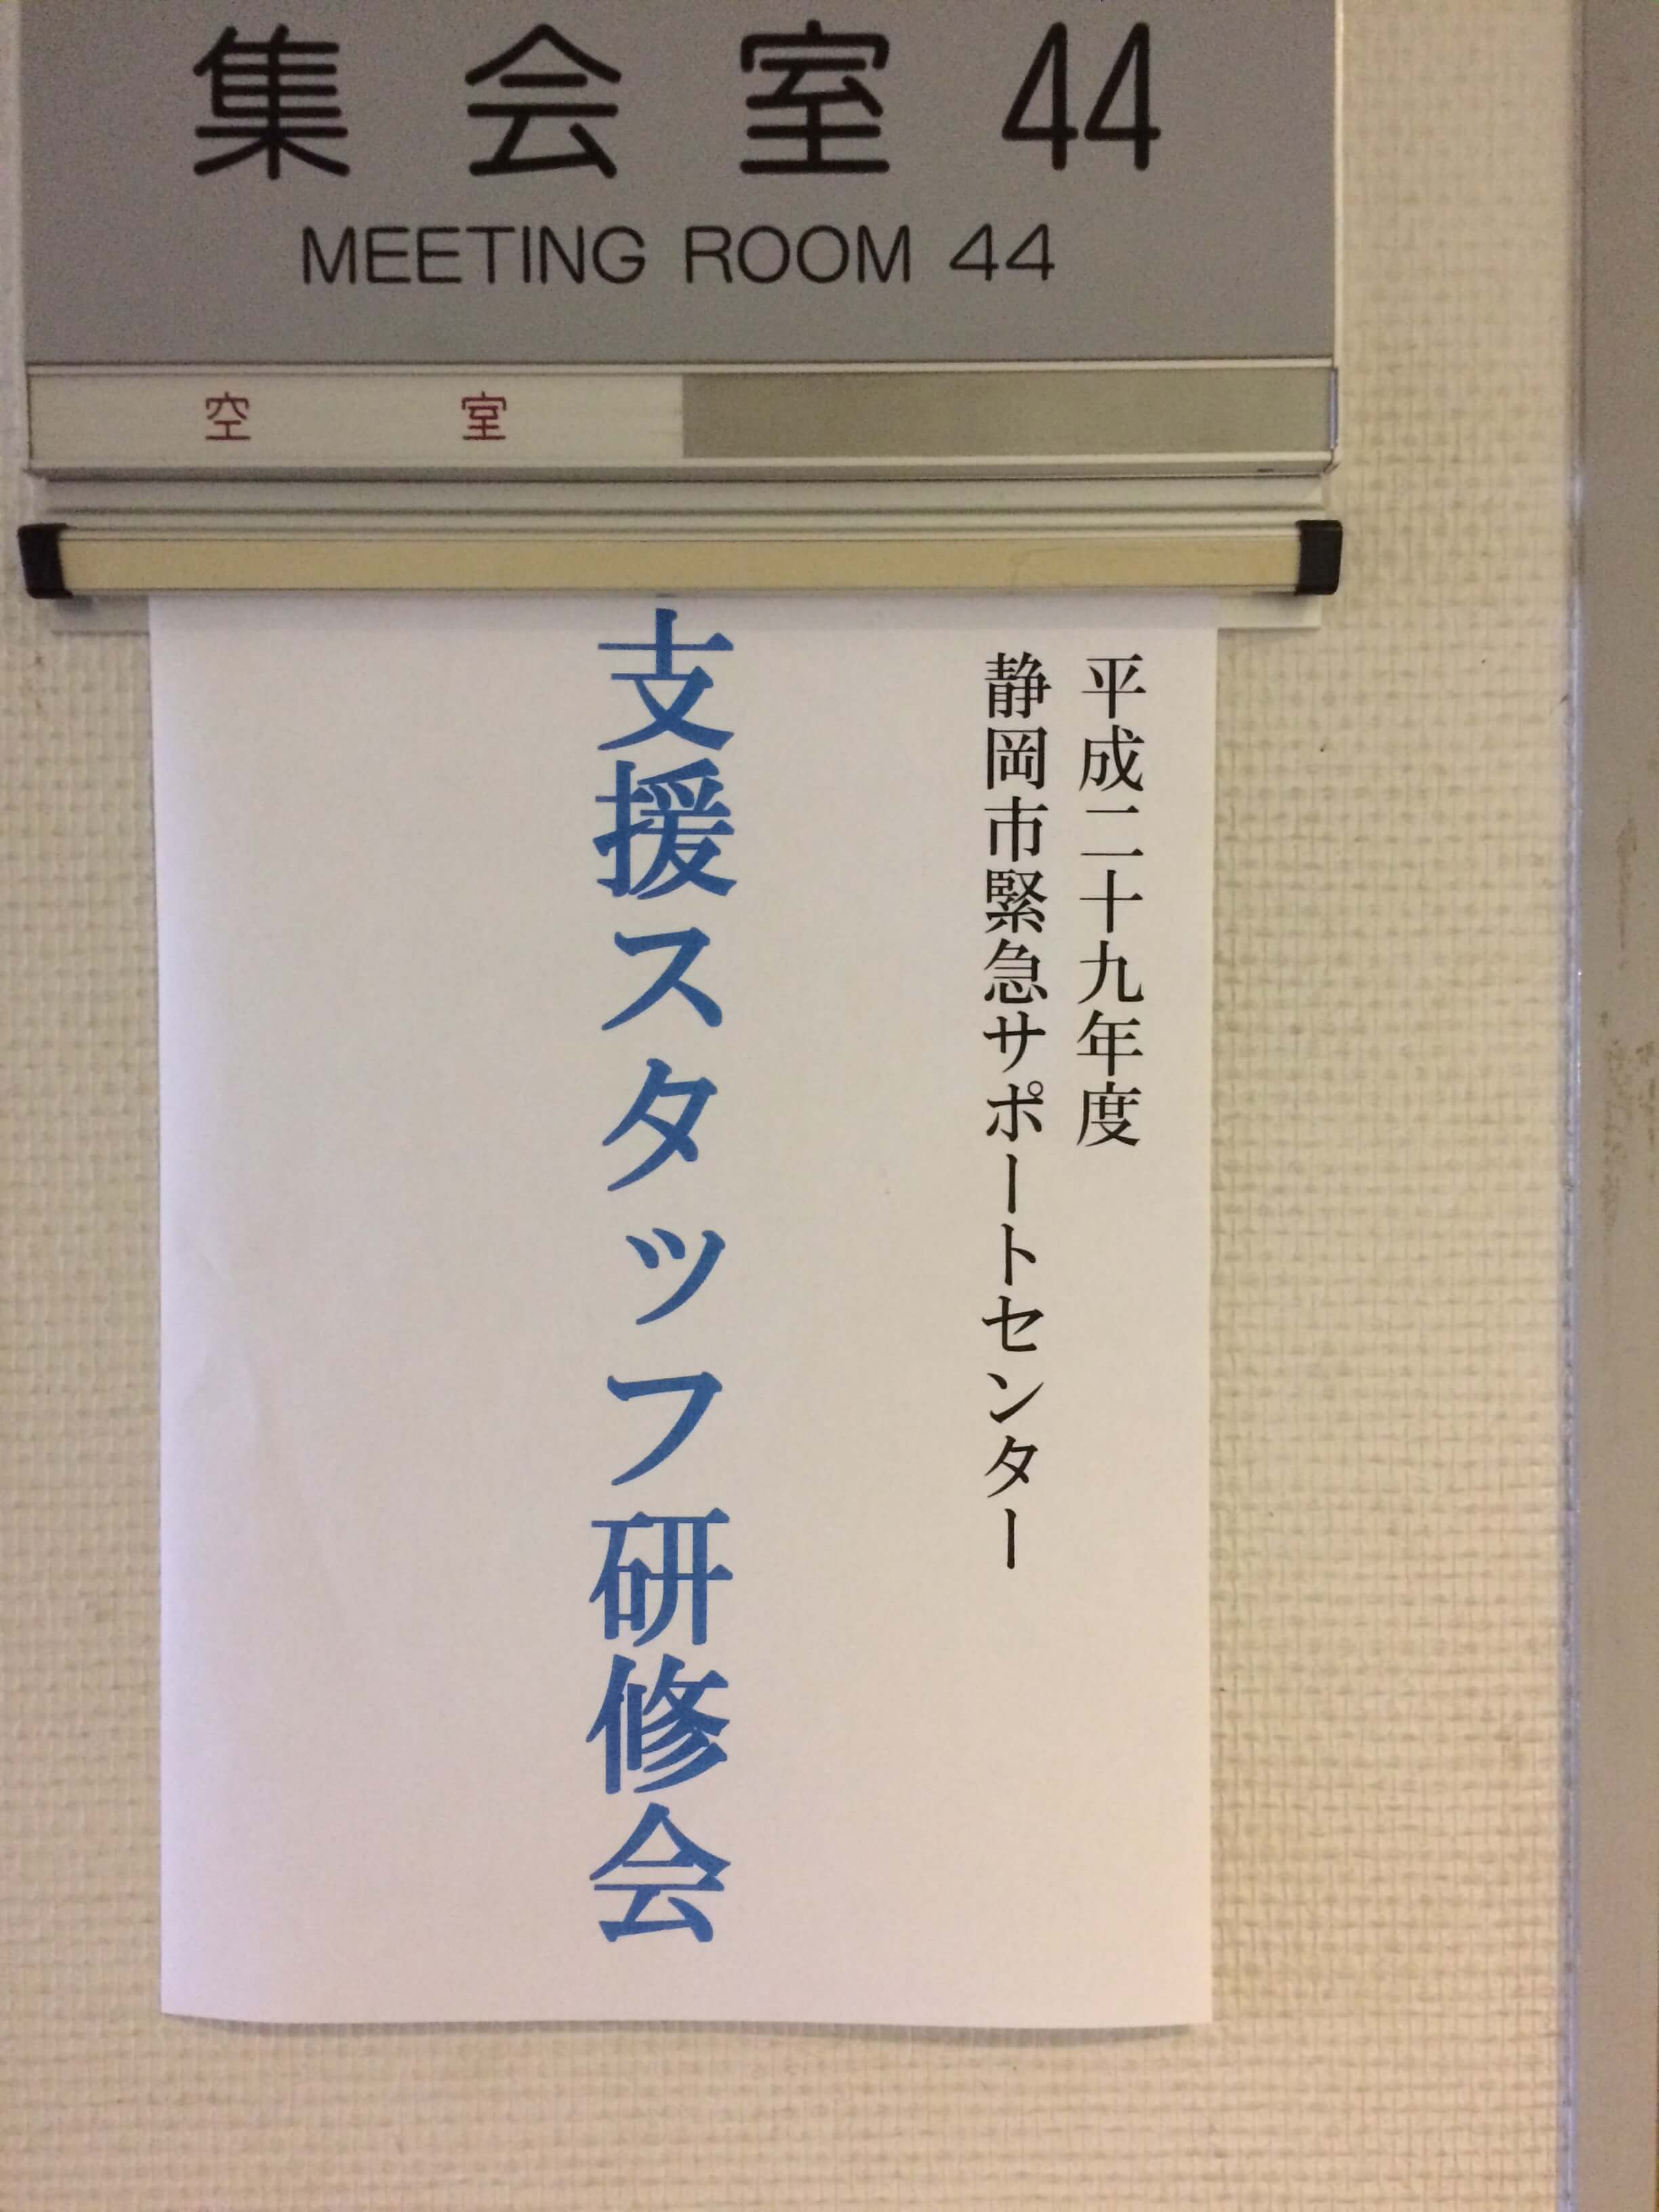 集会室 44
MEETING ROOM 44
空室
平成二十九年度
静岡市緊急サポートセンター
支援スタッフ研修会